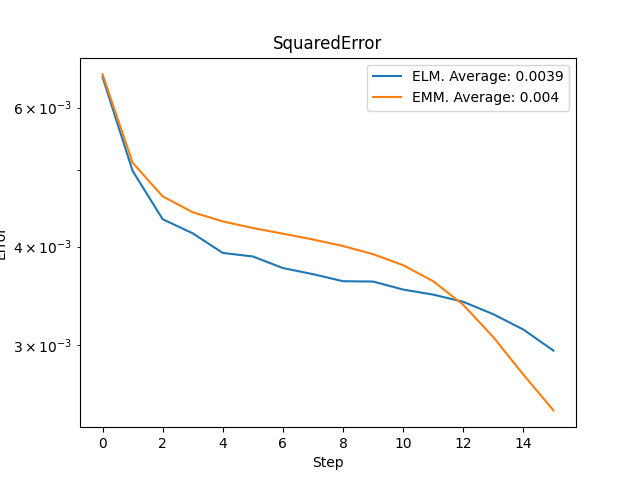 SquaredError
ELM. Average: 0.0039
EMM. Average: 0.004
6 × 10⁻³
4 × 10⁻³
3 × 10⁻³
Error
0 2 4 6 8 10 12 14
Step